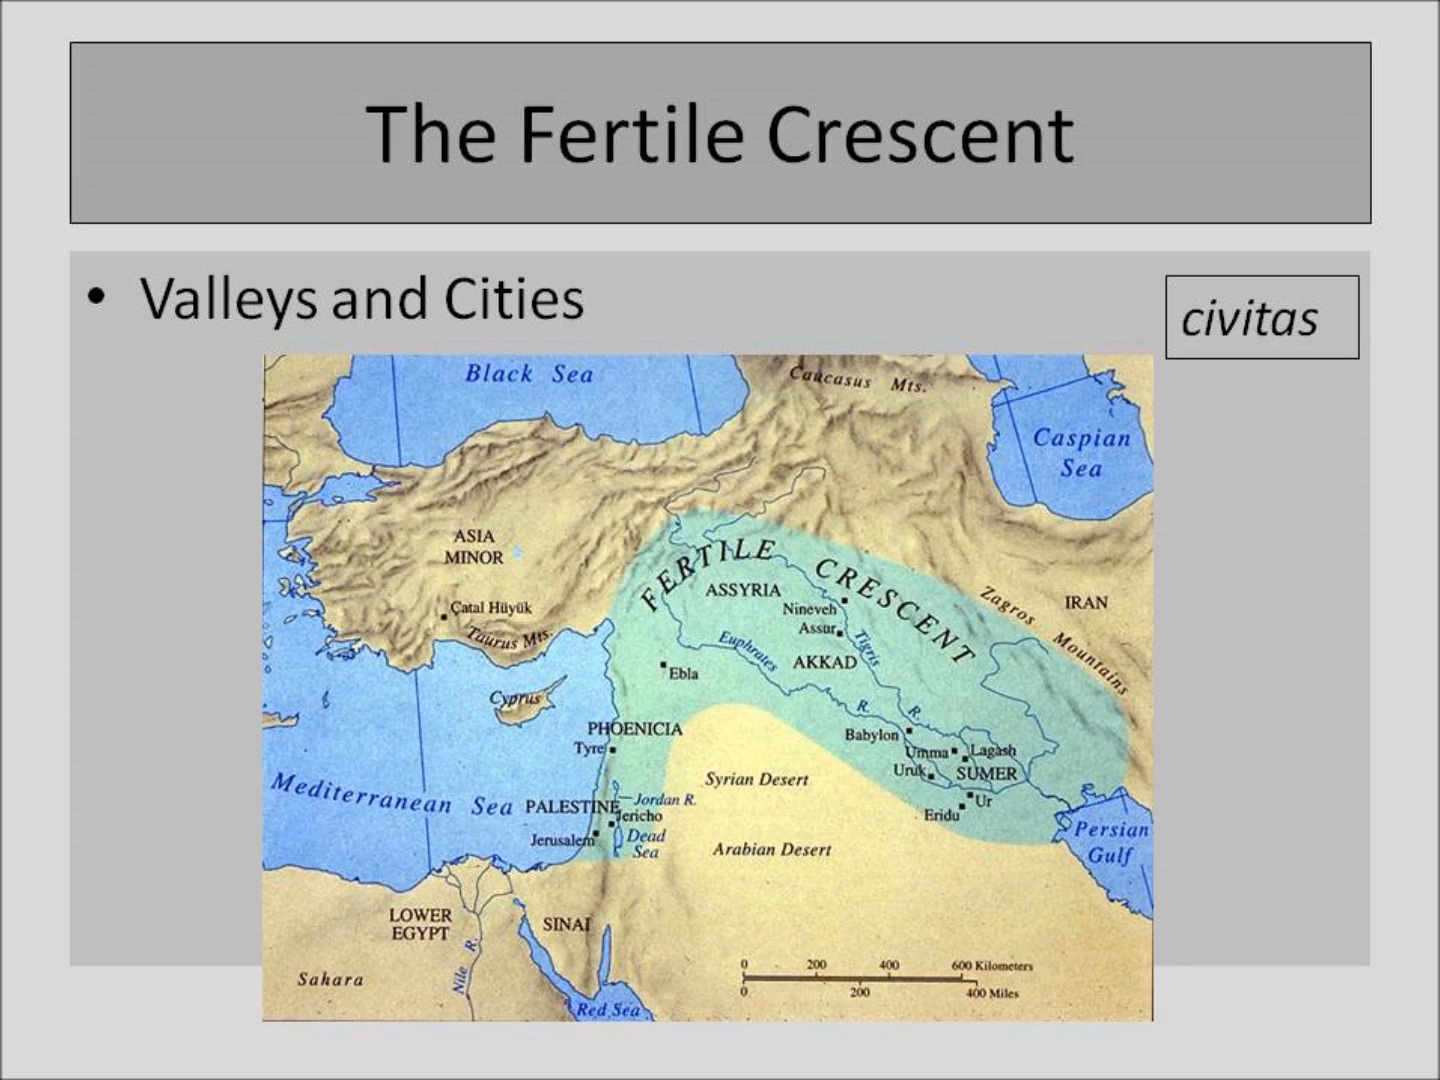 The Fertile Crescent
• Valleys and Cities
civitas
Black Sea
Caucasus Mts.
Caspian
Sea
ASIA
MINOR
FERTILE CRESCENT
ASSYRIA
Nineveh
Assur
Zagros Mountains
IRAN
Çatal Hüyük
Taurus Mts.
Euphrates R.
Tigris R.
AKKAD
Ebla
Cyprus
PHOENICIA
Tyre
Babylon
Umma
Lagash
Uruk
SUMER
Syrian Desert
Mediterranean Sea
PALESTINE
Jordan R.
Jericho
Ur
Eridu
Jerusalem
Dead
Sea
Arabian Desert
Persian
Gulf
LOWER
EGYPT
SINAI
Nile R.
Sahara
0 200 400 600 Kilometers
0 200 400 Miles
Red Sea